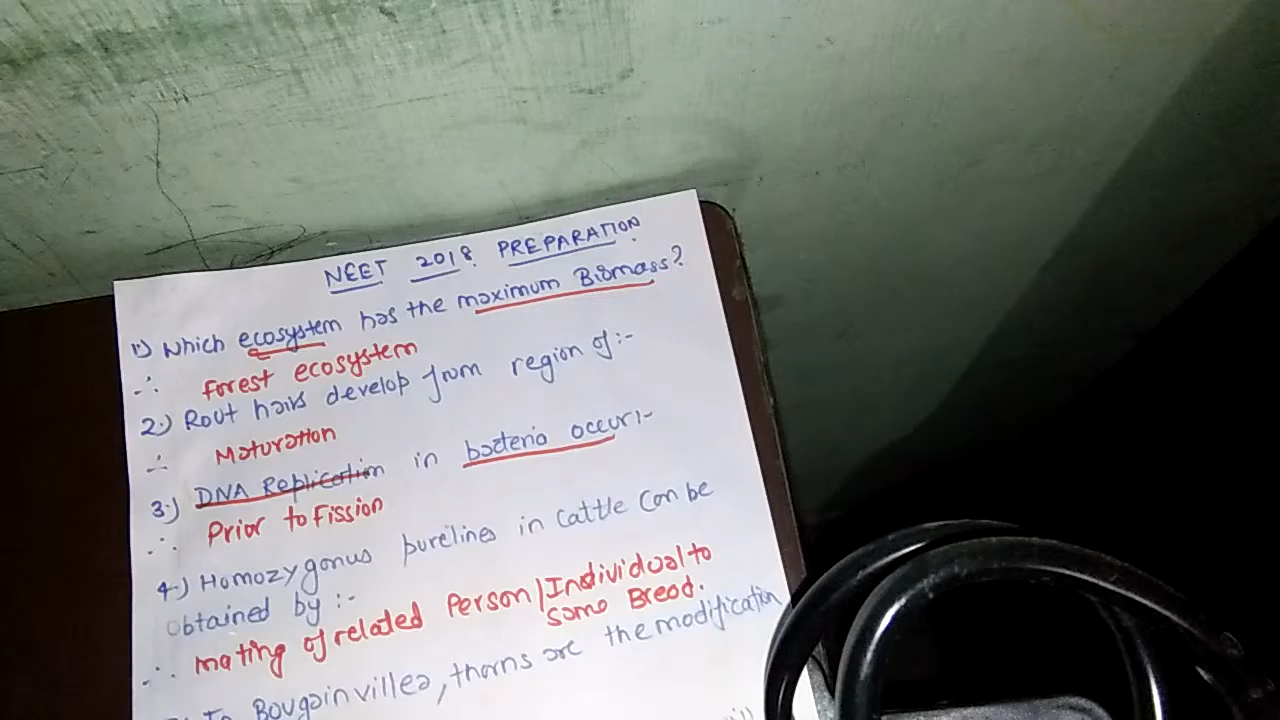 NEET 2018 PREPARATION
1) Which ecosystem has the maximum Biomass?
∴ forest ecosystem
2.) Rout hairs develop from region of:-
∴ Maturation
3.) DNA Replication in bacteria occur:-
∴ Prior to Fission
4.) Homozygonus purelines in cattle can be
obtained by :-
∴ mating of related Person/Individual to
same Breed.
In Bougainvillea, thorns are the modification